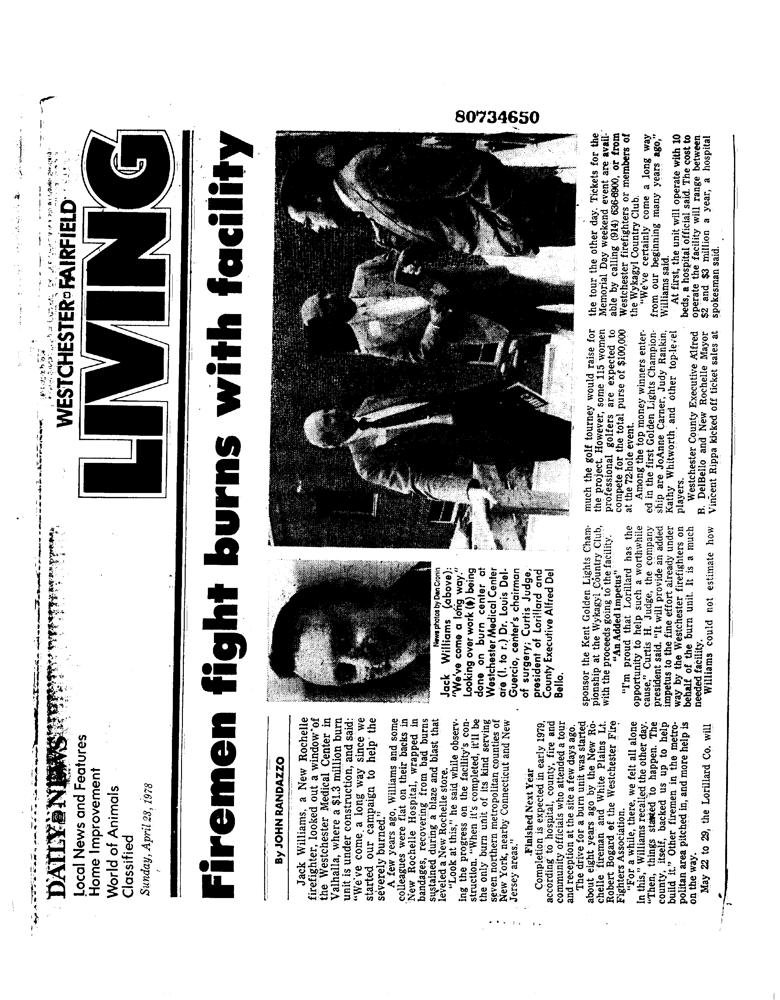 80734650
DAILY NEWS
Local News and Features
Home Improvement
World of Animals
Classified
Sunday, April 23, 1978
WESTCHESTER FAIRFIELD
LIVING
Firemen fight burns with facility
By JOHN RANDAZZO
Jack Williams, a New Rochelle
firefighter, looked out a window of
the Westchester Medical Center in
Valhalla, where a $1.3 million burn
unit is under construction, and said:
"We've come a long way since we
started our campaign to help the
severely burned."
A few years ago, Williams and some
colleagues were flat on their backs in
New Rochelle Hospital, wrapped in
bandages, recovering from bad burns
sustained during a blaze and blast that
leveled a New Rochelle store.
"Look at this," he said while observ-
ing the progress on the facility's con-
struction. "When it's completed, it'll be
the only burn unit of its kind serving
seven northern metropolitan counties of
New York, nearby Connecticut and New
Jersey areas."
Finished Next Year
Completion is expected in early 1979,
according to hospital, county, fire and
community officials who attended a tour
and reception at the site a few days ago.
The drive for a burn unit was started
about eight years ago by the New Ro-
chelle fireman and White Plains Lt.
Robert Bogard of the Westchester Fire
Fighters Association.
"For a while, there, we felt all alone
in this," Williams recalled the other day.
"Then, things started to happen. The
county, itself, backed us up to help
build it." Other firemen in the metro-
politan area pitched in, and more help is
on the way.
May 22 to 29, the Lorillard Co. will
News photos by Dan Cronin
Jack Williams (above):
"We've come a long way."
Looking over work (➧) being
done on burn center at
Westchester Medical Center
are (l. to r.) Dr. Louis Del-
Guercio, center's chairman
of surgery; Curtis Judge,
president of Lorillard and
County Executive Alfred Del
Bello.
sponsor the Kent Golden Lights Cham-
pionship at the Wykagyl Country Club,
with the proceeds going to the facility.
'An Added Impetus'
"I'm proud that Lorillard has the
opportunity to help such a worthwhile
cause," Curtis H. Judge, the company
president said. "It will provide an added
impetus to the fine effort already under
way by the Westchester firefighters on
behalf of the burn unit. It is a much
needed facility."
Williams could not estimate how
much the golf tourney would raise for
the project. However, some 115 women
professional golfers are expected to
compete for the total purse of $100,000
at the 72-hole event.
Among the top money winners enter-
ed in the first Golden Lights Champion-
ship are JoAnne Carner, Judy Rankin,
Kathy Whitworth and other top-level
players.
Westchester County Executive Alfred
B. DelBello and New Rochelle Mayor
Vincent Rippa kicked off ticket sales at
the tour the other day. Tickets for the
Memorial Day weekend event are avail-
able by calling (914) 636-8900, or from
Westchester firefighters or members of
the Wykagyl Country Club.
"We've certainly come a long way
from our beginning many years ago,"
Williams said.
At first, the unit will operate with 10
beds, a hospital official said. The cost to
operate the facility will range between
$2 and $3 million a year, a hospital
spokesman said.